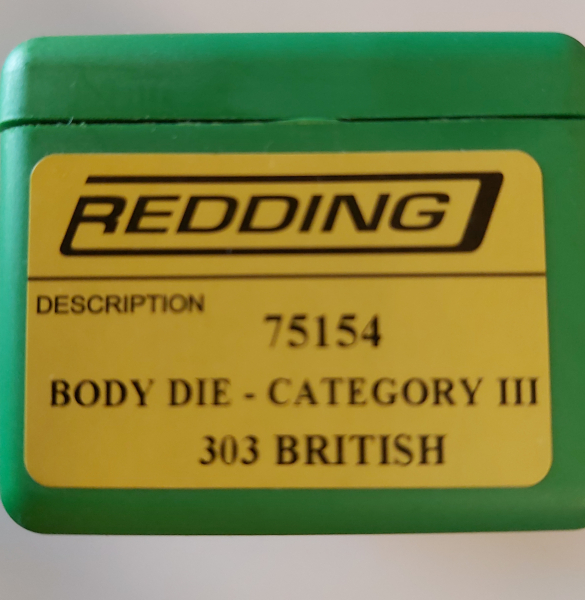 REDDING
DESCRIPTION
75154
BODY DIE - CATEGORY III
303 BRITISH